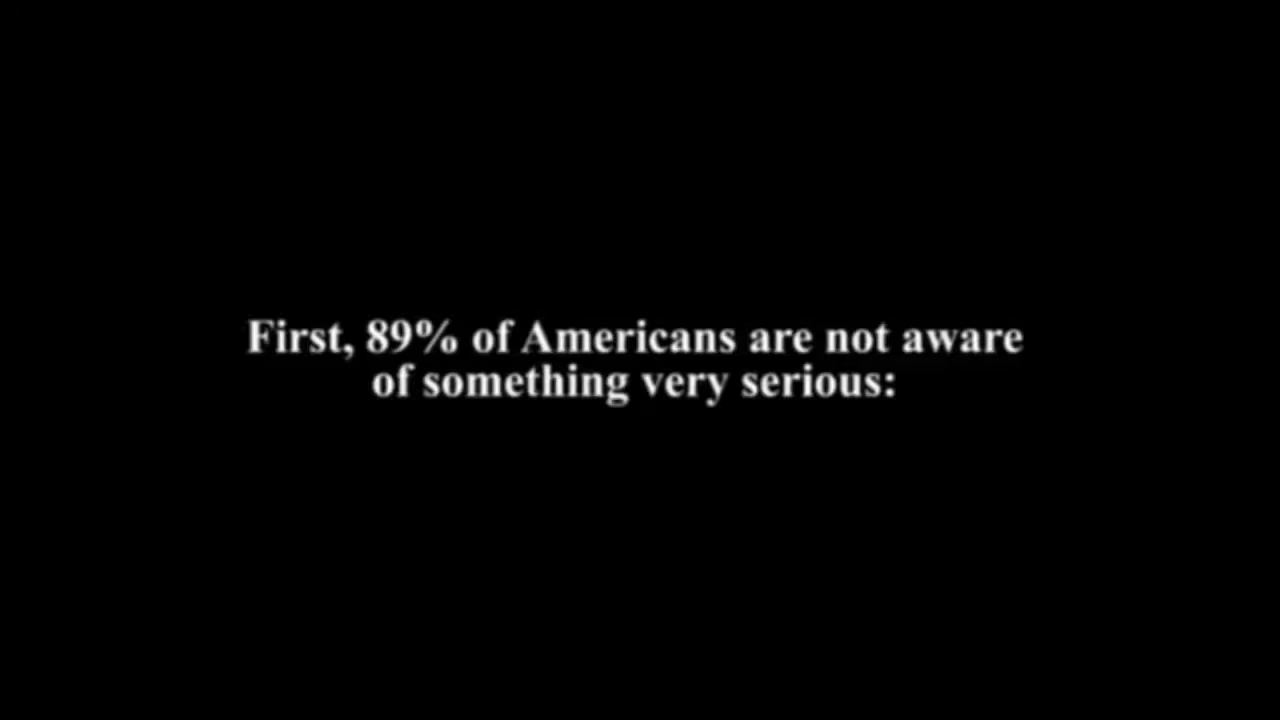 First, 89% of Americans are not aware
of something very serious: